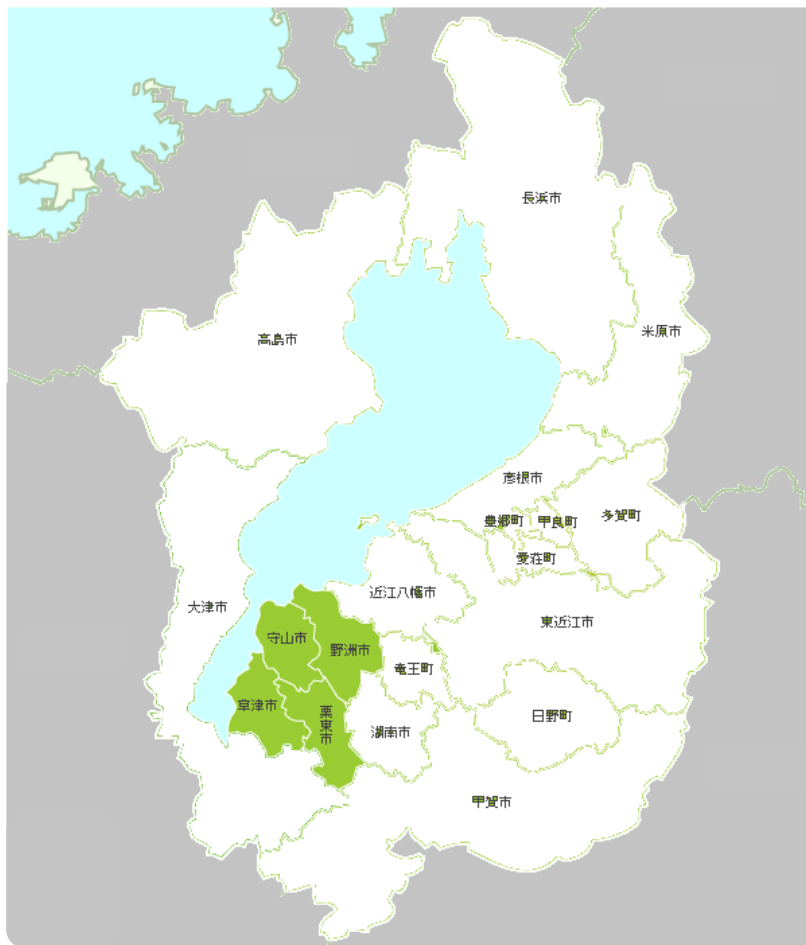 長浜市
米原市
高島市
彦根市
豊郷町
甲良町
多賀町
愛荘町
近江八幡市
大津市
東近江市
守山市
野洲市
竜王町
草津市
栗東市
湖南市
日野町
甲賀市